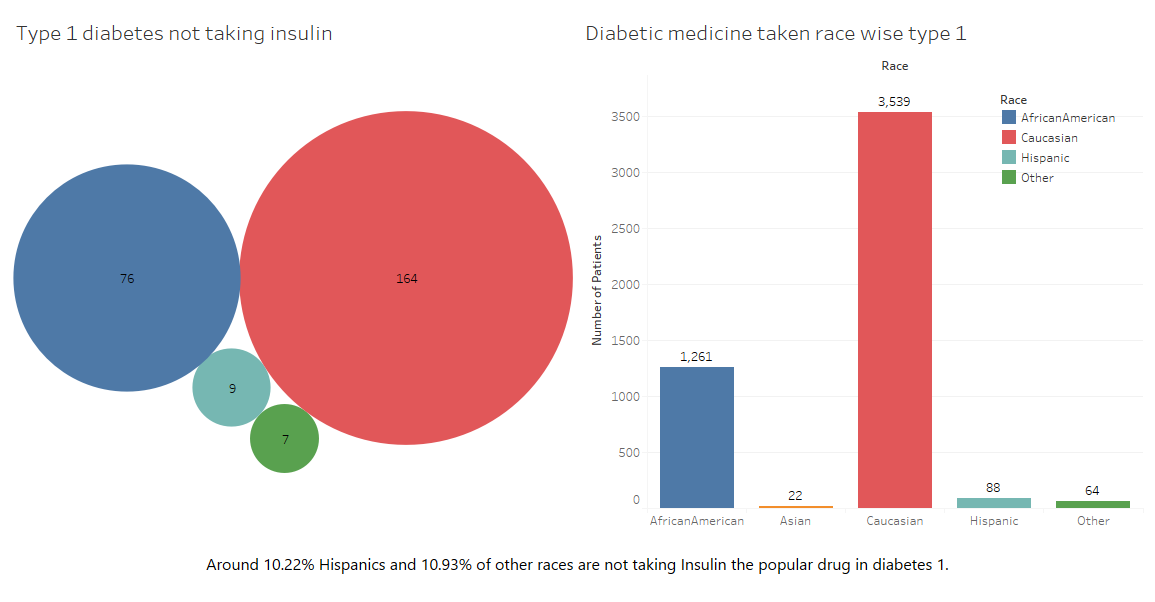 Type 1 diabetes not taking insulin
76
164
9
7
Diabetic medicine taken race wise type 1
Race
Number of Patients
3500
3000
2500
2000
1500
1000
500
0
1,261
22
3,539
88
64
AfricanAmerican
Asian
Caucasian
Hispanic
Other
Race
AfricanAmerican
Caucasian
Hispanic
Other
Around 10.22% Hispanics and 10.93% of other races are not taking Insulin the popular drug in diabetes 1.